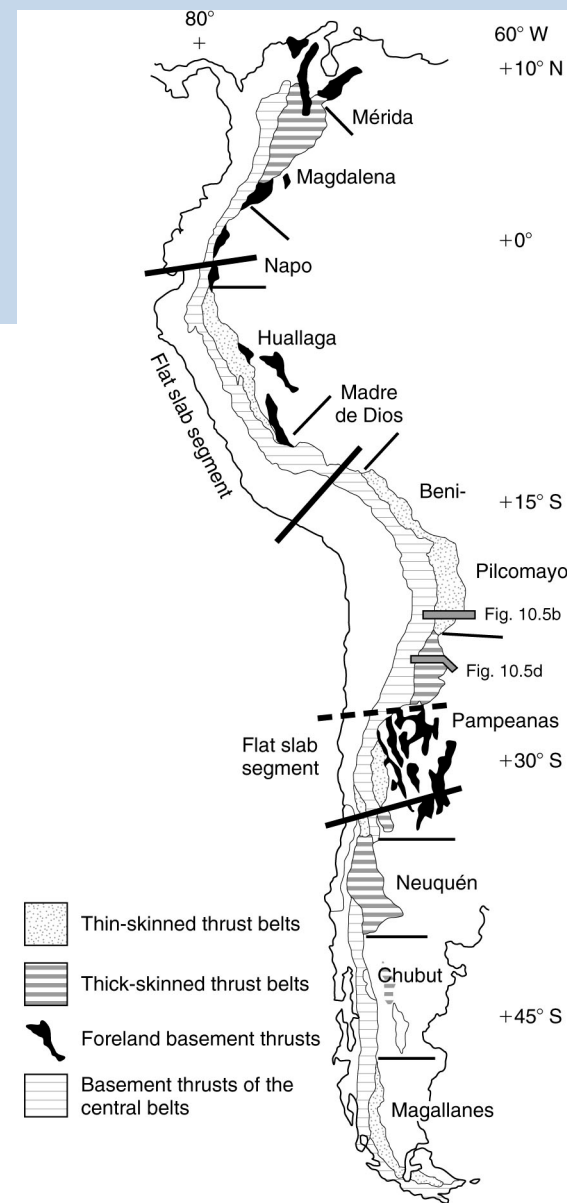 80°
+
60° W
+10° N
Mérida
Magdalena
+0°
Napo
Huallaga
Flat slab segment
Madre
de Dios
Beni-
+15° S
Pilcomayo
Fig. 10.5b
Fig. 10.5d
Pampeanas
Flat slab
segment
+30° S
Neuquén
Thin-skinned thrust belts
Thick-skinned thrust belts
Chubut
Foreland basement thrusts
+45° S
Basement thrusts of the
central belts
Magallanes